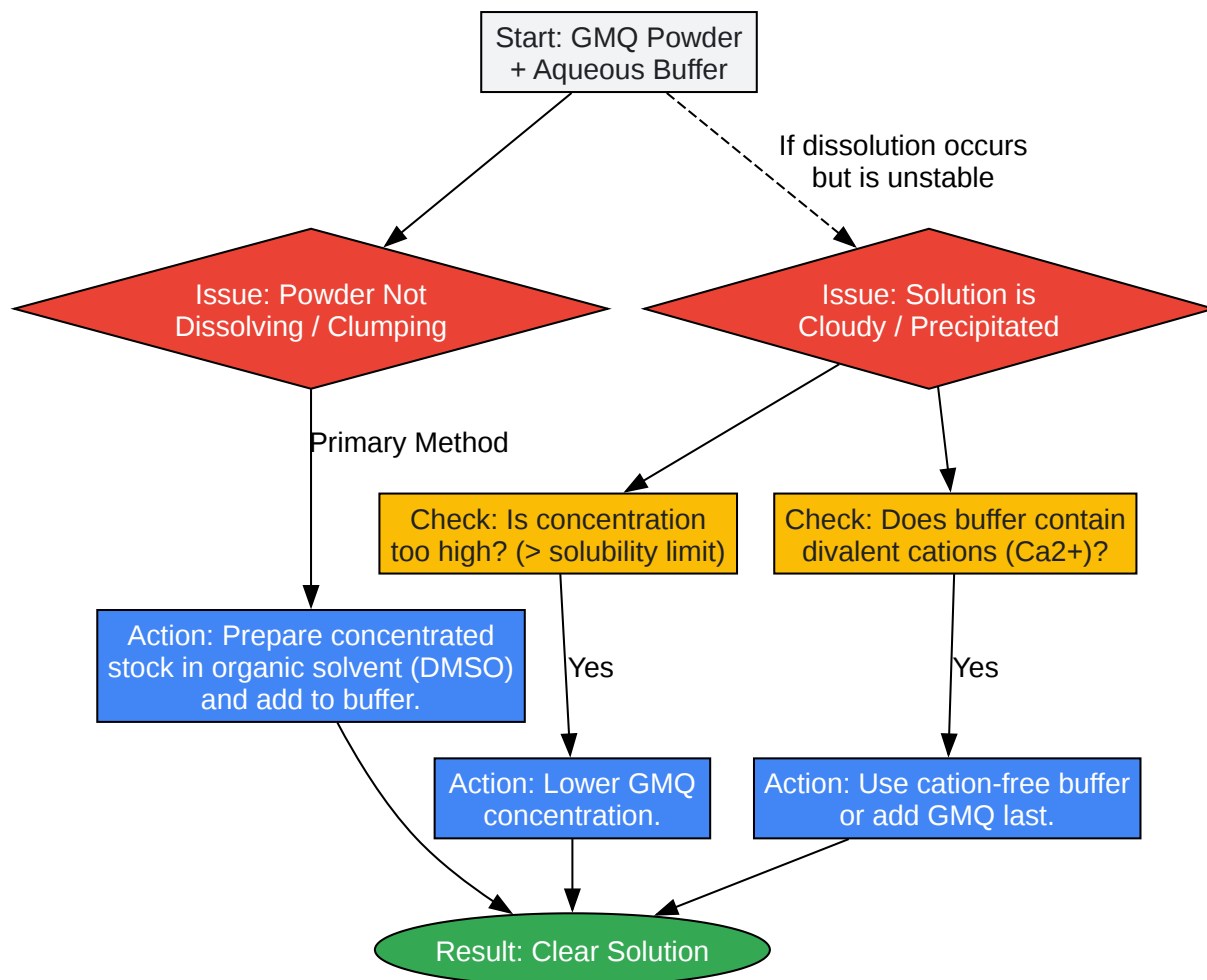 Start: GMQ Powder
+ Aqueous Buffer
If dissolution occurs
but is unstable
Issue: Powder Not
Dissolving / Clumping
Issue: Solution is
Cloudy / Precipitated
Primary Method
Check: Is concentration
too high? (> solubility limit)
Check: Does buffer contain
divalent cations (Ca2+)?
Action: Prepare concentrated
stock in organic solvent (DMSO)
and add to buffer.
Yes
Yes
Action: Lower GMQ
concentration.
Action: Use cation-free buffer
or add GMQ last.
Result: Clear Solution